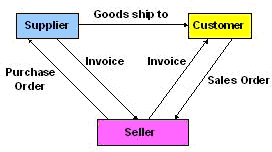 Goods ship to
Supplier
Customer
Invoice
Invoice
Purchase
Order
Sales Order
Seller